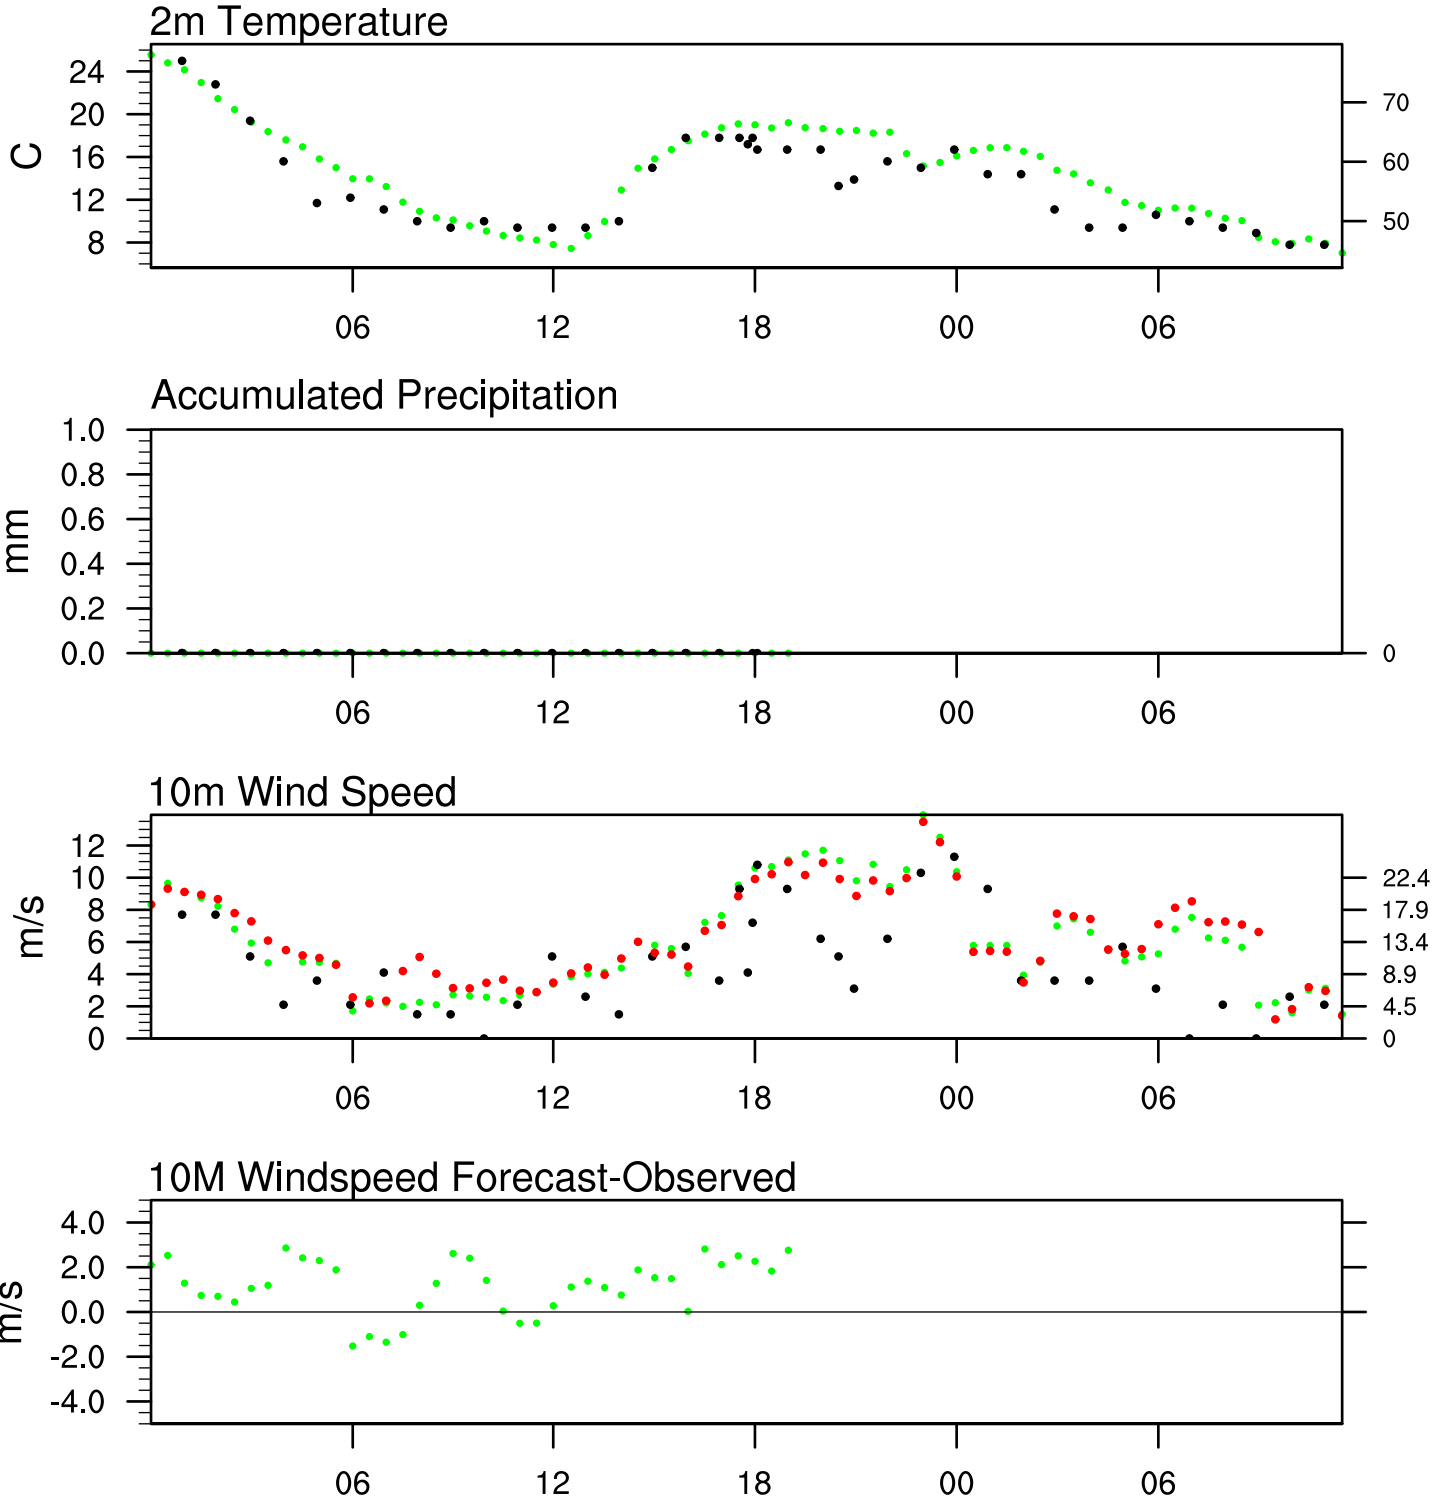 2m Temperature
24
20
16
12
8
C
70
60
50
06 12 18 00 06
Accumulated Precipitation
1.0
0.8
0.6
0.4
0.2
0.0
mm
0
06 12 18 00 06
10m Wind Speed
12
10
8
6
4
2
0
m/s
22.4
17.9
13.4
8.9
4.5
0
06 12 18 00 06
10M Windspeed Forecast-Observed
4.0
2.0
0.0
-2.0
-4.0
m/s
06 12 18 00 06